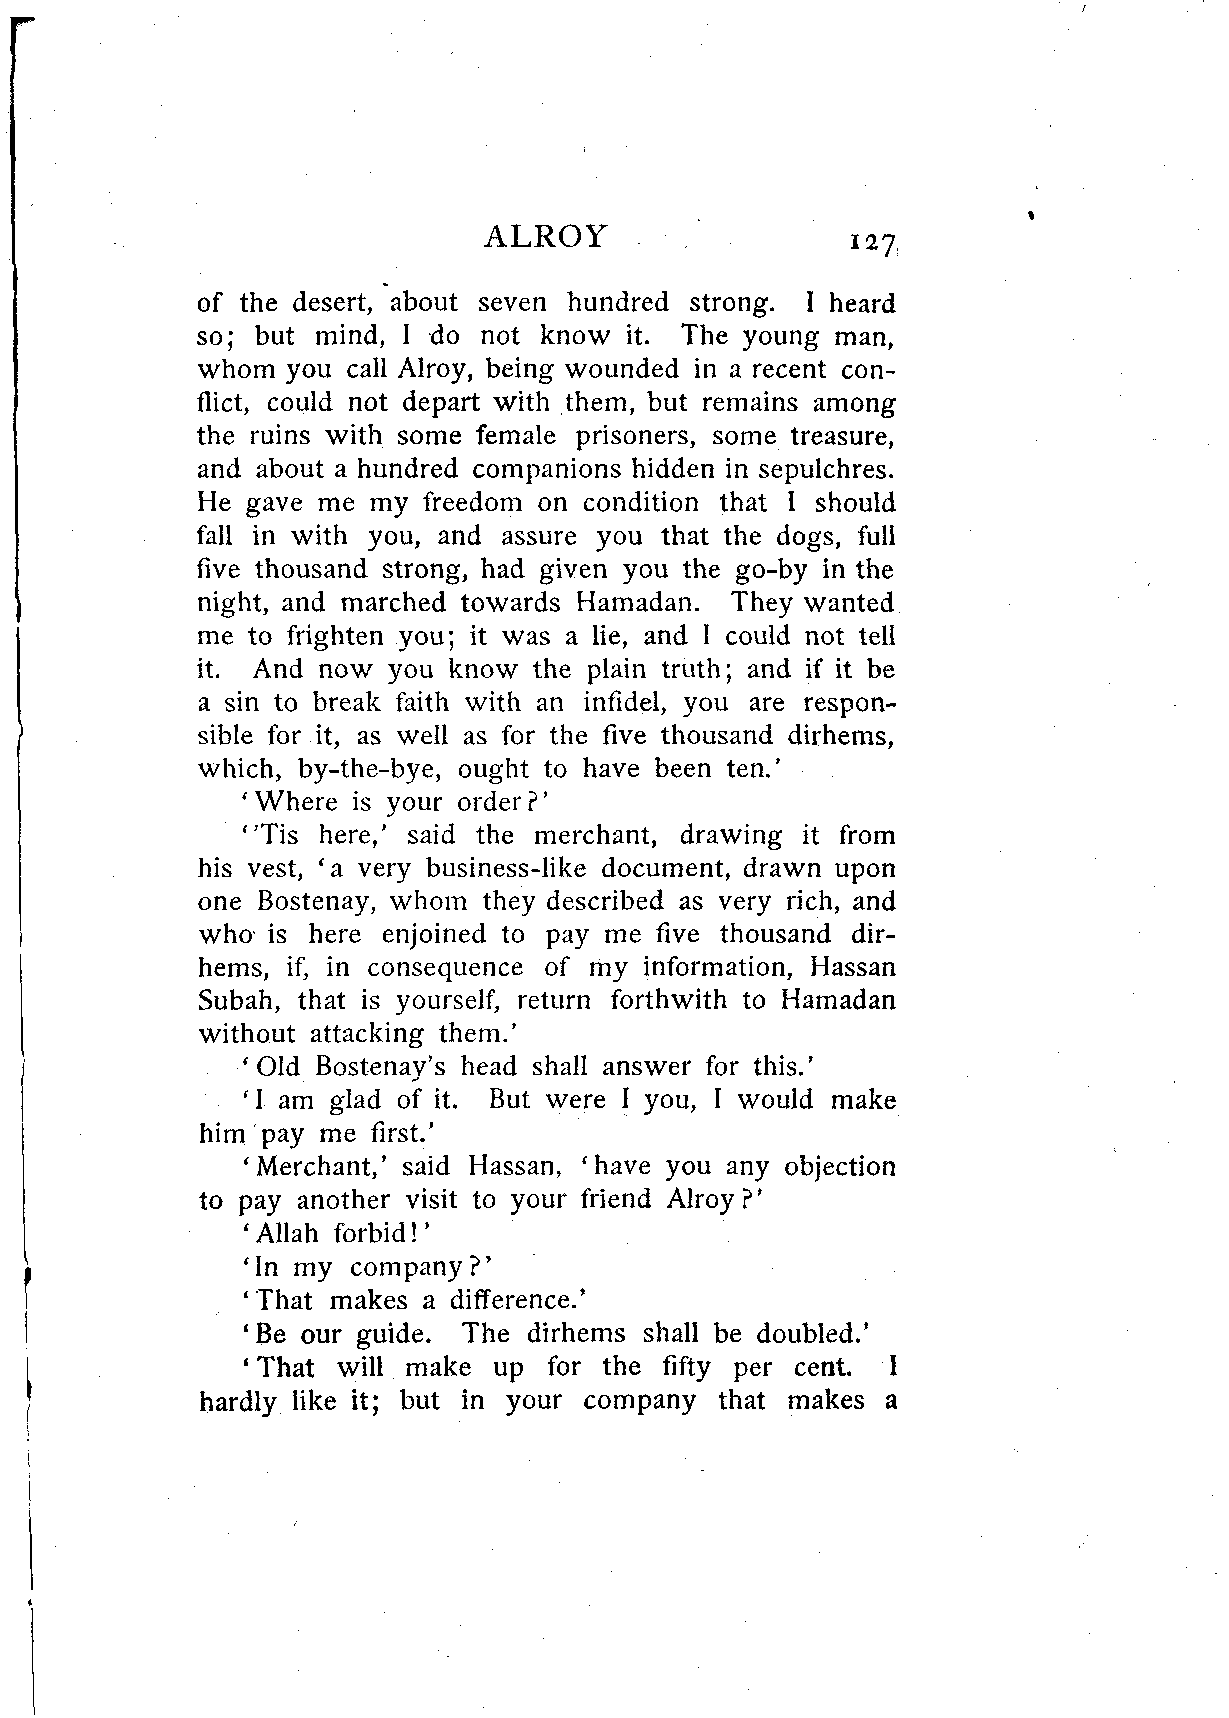 ALROY 127
of the desert, about seven hundred strong. I heard
so; but mind, I do not know it. The young man,
whom you call Alroy, being wounded in a recent con-
flict, could not depart with them, but remains among
the ruins with some female prisoners, some treasure,
and about a hundred companions hidden in sepulchres.
He gave me my freedom on condition that I should
fall in with you, and assure you that the dogs, full
five thousand strong, had given you the go-by in the
night, and marched towards Hamadan. They wanted
me to frighten you; it was a lie, and I could not tell
it. And now you know the plain truth; and if it be
a sin to break faith with an infidel, you are respon-
sible for it, as well as for the five thousand dirhems,
which, by-the-bye, ought to have been ten.'
'Where is your order?'
''Tis here,' said the merchant, drawing it from
his vest, 'a very business-like document, drawn upon
one Bostenay, whom they described as very rich, and
who is here enjoined to pay me five thousand dir-
hems, if, in consequence of my information, Hassan
Subah, that is yourself, return forthwith to Hamadan
without attacking them.'
'Old Bostenay's head shall answer for this.'
'I am glad of it. But were I you, I would make
him pay me first.'
'Merchant,' said Hassan, 'have you any objection
to pay another visit to your friend Alroy?'
'Allah forbid!'
'In my company?'
'That makes a difference.'
'Be our guide. The dirhems shall be doubled.'
'That will make up for the fifty per cent. I
hardly like it; but in your company that makes a